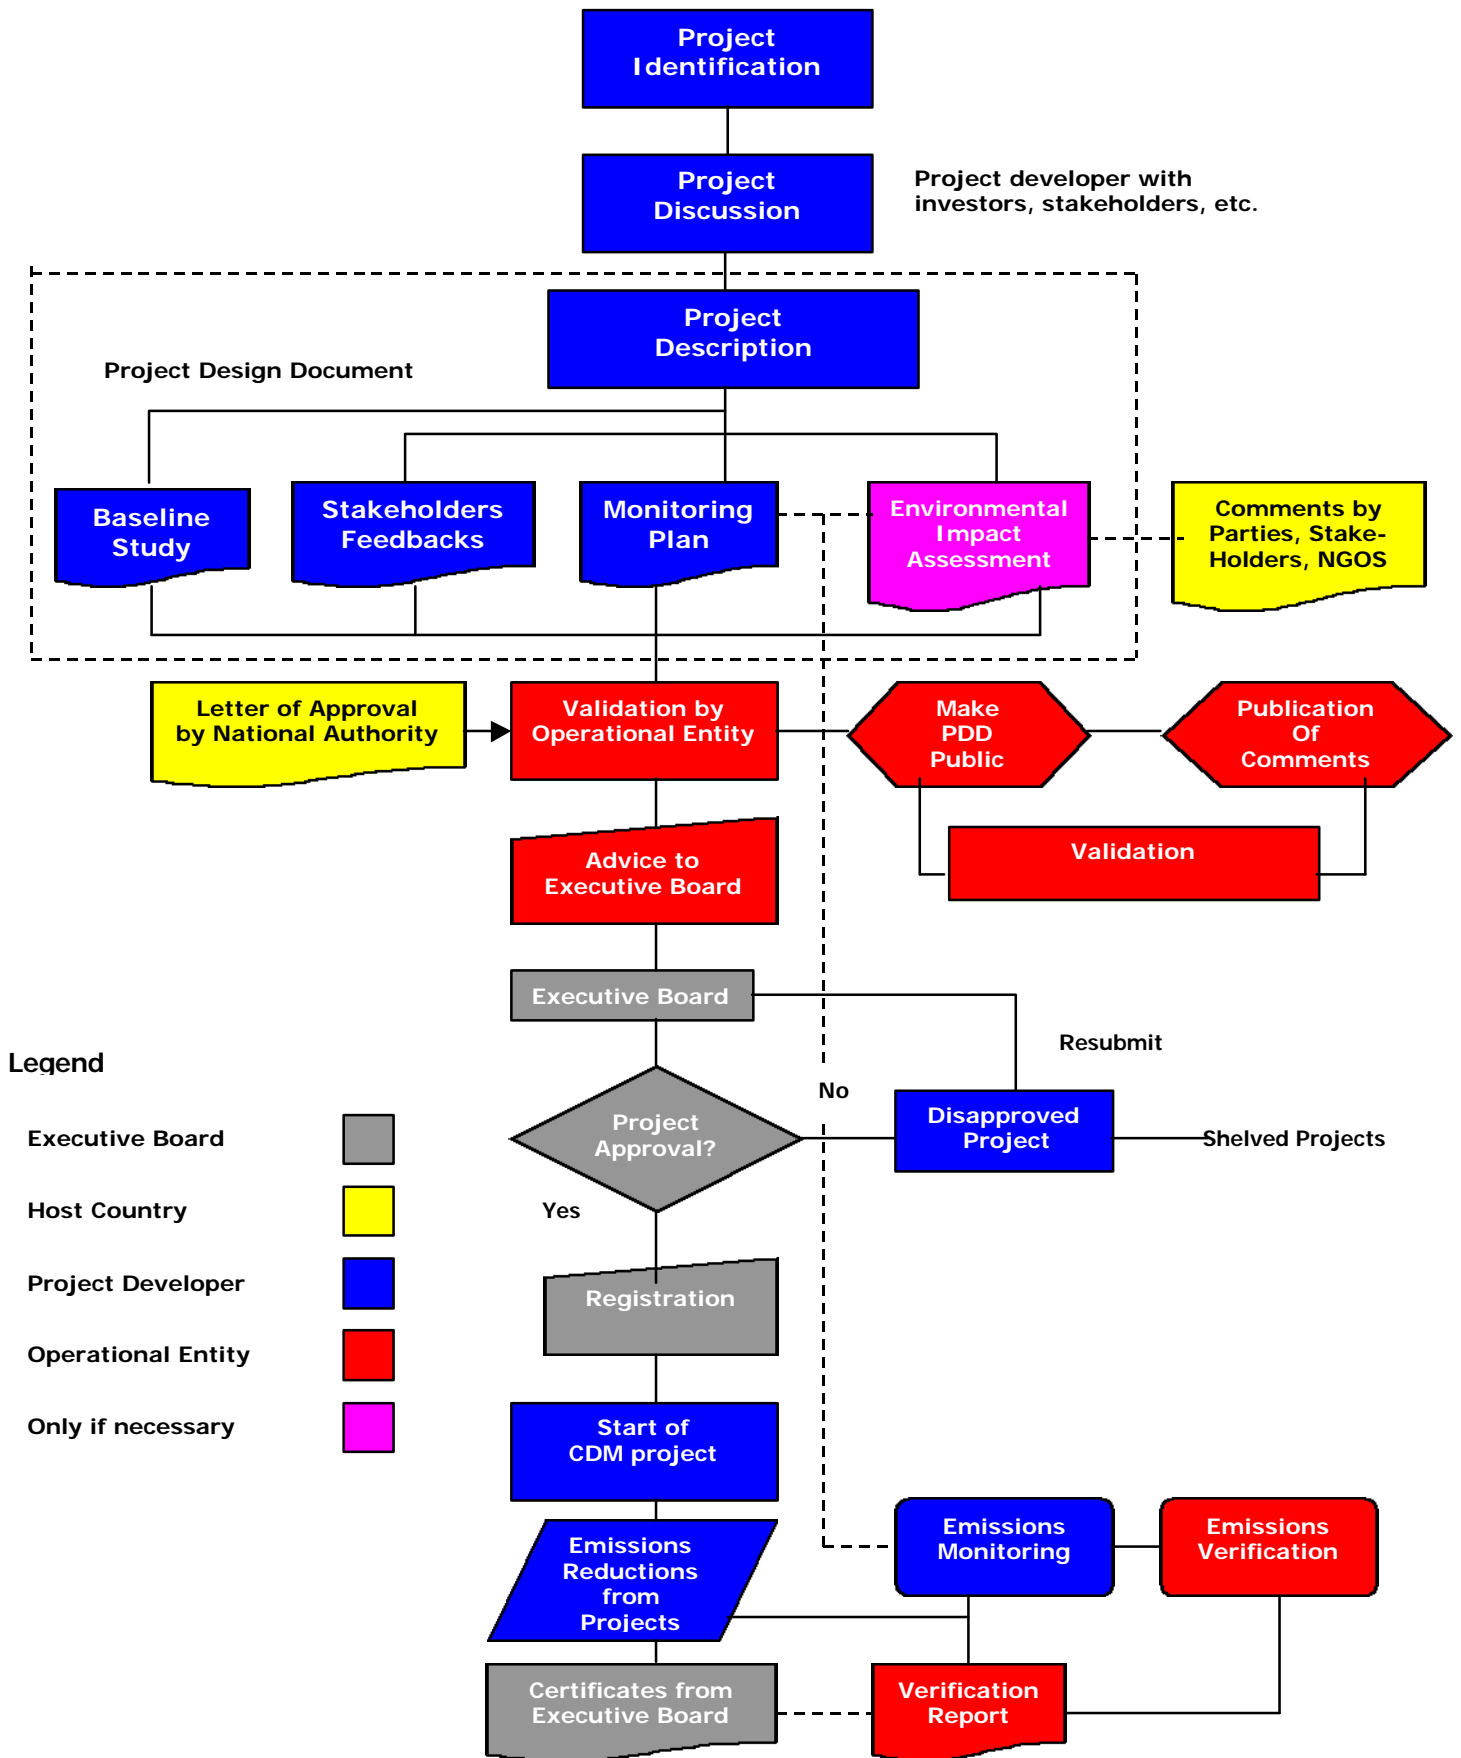 Project
Identification
Project
Discussion
Project developer with
investors, stakeholders, etc.
Project
Description
Project Design Document
Baseline
Study
Stakeholders
Feedbacks
Monitoring
Plan
Environmental
Impact
Assessment
Comments by
Parties, Stake-
Holders, NGOS
Letter of Approval
by National Authority
Validation by
Operational Entity
Make
PDD
Public
Publication
Of
Comments
Validation
Advice to
Executive Board
Executive Board
Resubmit
Legend
No
Project
Approval?
Disapproved
Project
Shelved Projects
Executive Board
Host Country
Yes
Project Developer
Registration
Operational Entity
Only if necessary
Start of
CDM project
Emissions
Reductions
from
Projects
Emissions
Monitoring
Emissions
Verification
Certificates from
Executive Board
Verification
Report